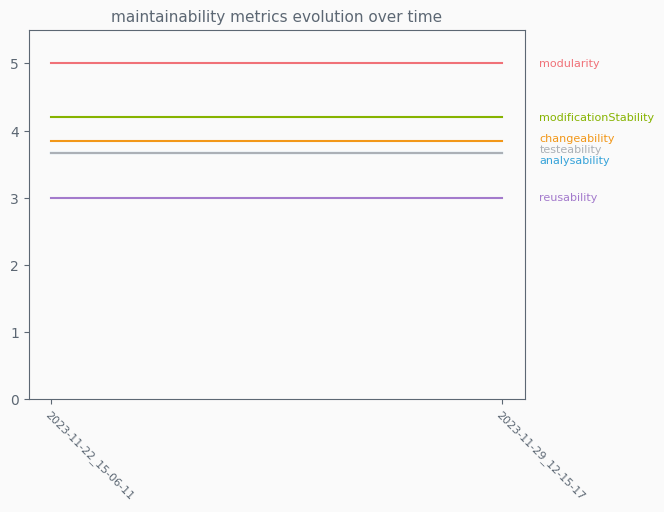 maintainability metrics evolution over time
5
4
3
2
1
0
modularity
modificationStability
changeability
testeability
analysability
reusability
2023-11-22_15-06-11
2023-11-29_12-15-17